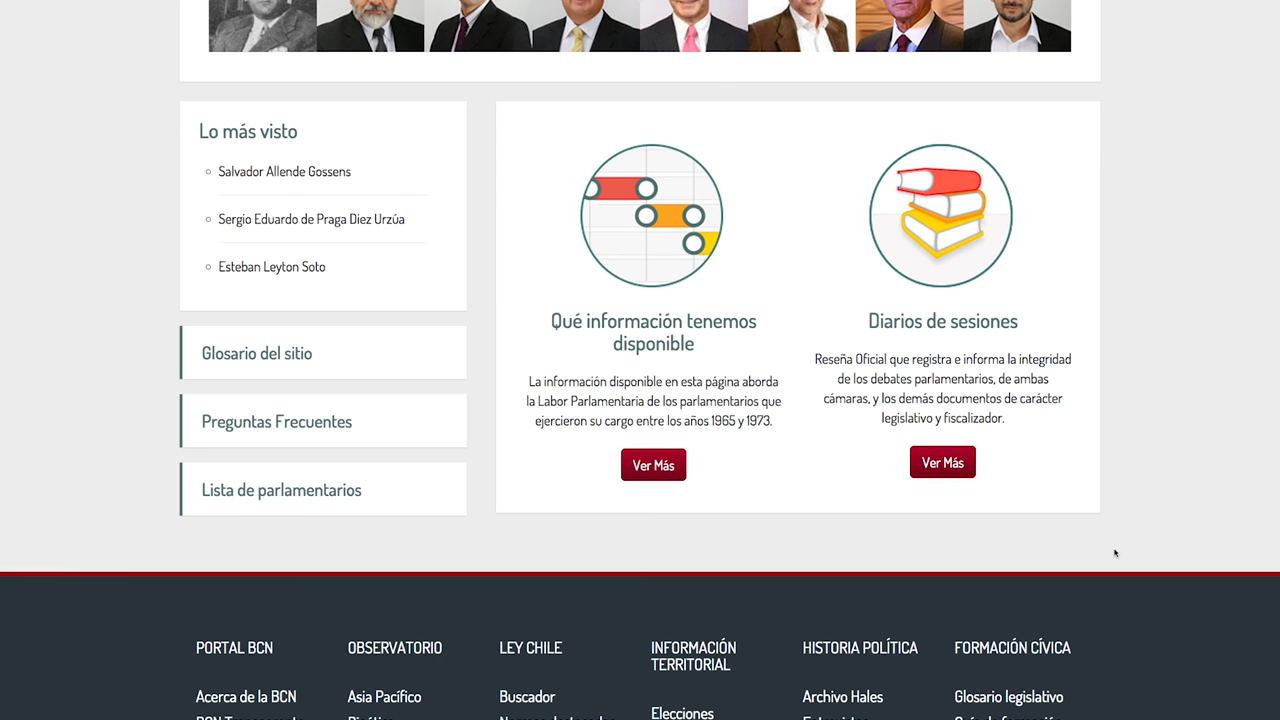 Lo más visto
Salvador Allende Gossens
Sergio Eduardo de Praga Diez Urzúa
Esteban Leyton Soto
Glosario del sitio
Preguntas Frecuentes
Lista de parlamentarios
Qué información tenemos
disponible
La información disponible en esta página aborda
la Labor Parlamentaria de los parlamentarios que
ejercieron su cargo entre los años 1965 y 1973.
Ver Más
Diarios de sesiones
Reseña Oficial que registra e informa la integridad
de los debates parlamentarios, de ambas
cámaras, y los demás documentos de carácter
legislativo y fiscalizador.
Ver Más
PORTAL BCN
Acerca de la BCN
OBSERVATORIO
Asia Pacífico
LEY CHILE
Buscador
INFORMACIÓN
TERRITORIAL
Elecciones
HISTORIA POLÍTICA
Archivo Hales
FORMACIÓN CÍVICA
Glosario legislativo